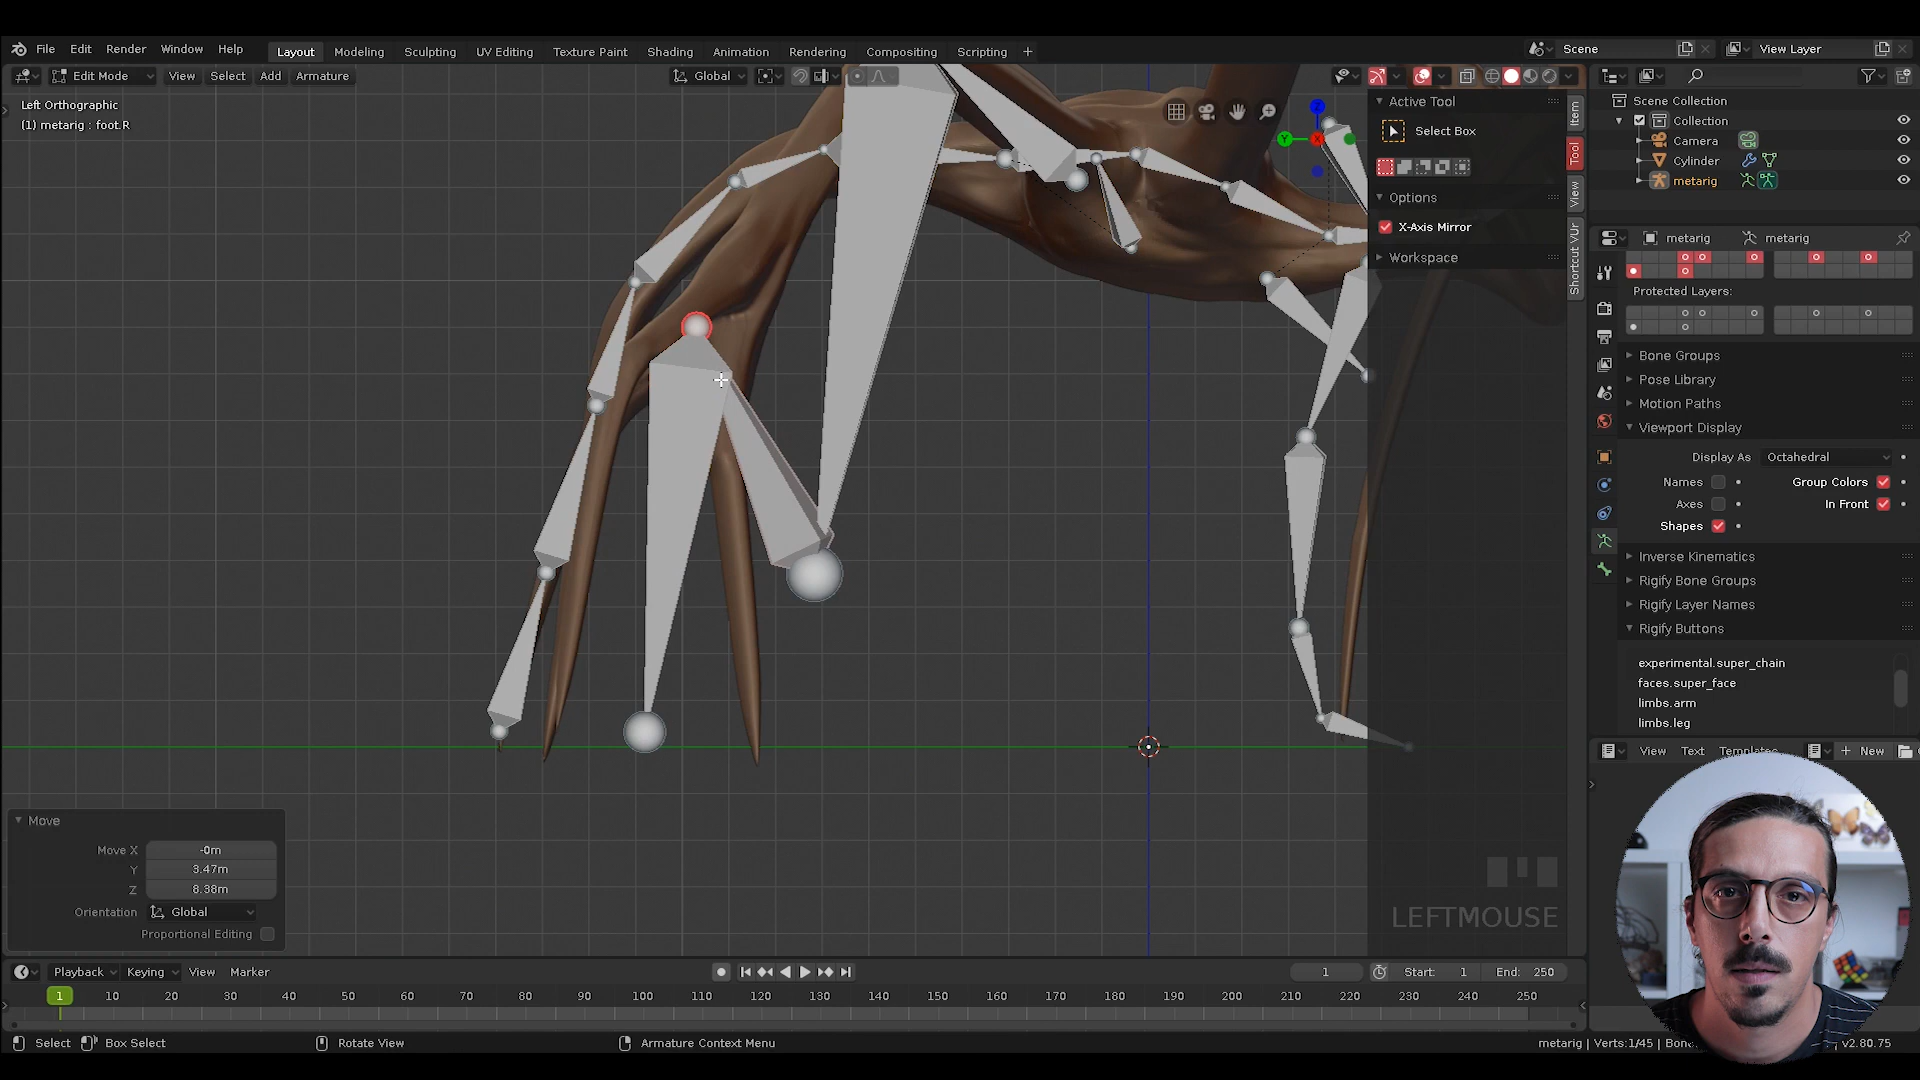 File Edit Render Window Help Layout Modeling Sculpting UV Editing Texture Paint Shading Animation Rendering Compositing Scripting + Scene View Layer
Edit Mode View Select Add Armature Global
Left Orthographic
(1) metarig : foot.R
Active Tool
Select Box
Options
X-Axis Mirror
Workspace
Item
Tool
View
Shortcut VUr
Y
Z
X
Scene Collection
Collection
Camera
Cylinder
metarig
metarig metarig
Protected Layers:
Bone Groups
Pose Library
Motion Paths
Viewport Display
Display As Octahedral
Names Group Colors
Axes In Front
Shapes
Inverse Kinematics
Rigify Bone Groups
Rigify Layer Names
Rigify Buttons
experimental.super_chain
faces.super_face
limbs.arm
limbs.leg
View Text Templates + New
Move
Move X -0m
Y 3.47m
Z 8.38m
Orientation Global
Proportional Editing
LEFTMOUSE
Playback Keying View Marker 1 Start: 1 End: 250
1 10 20 30 40 50 60 70 80 90 100 110 120 130 140 150 160 170 180 190 200 210 220 230 240 250
Select Box Select Rotate View Armature Context Menu metarig | Verts:1/45 | Bone v2.80.75